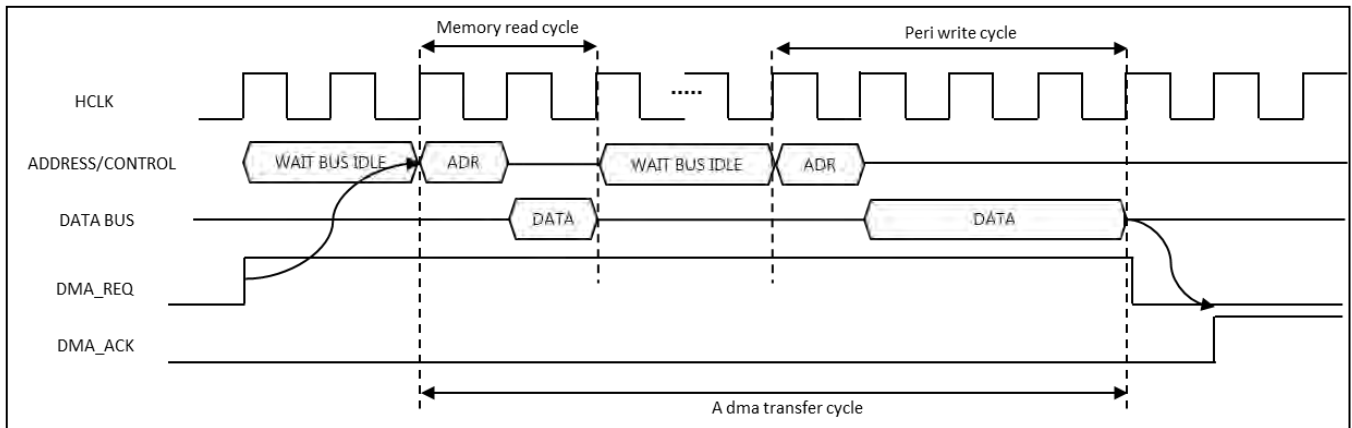 Memory read cycle
Peri write cycle
HCLK
.....
ADDRESS/CONTROL
WAIT BUS IDLE
ADR
WAIT BUS IDLE
ADR
DATA BUS
DATA
DATA
DMA_REQ
DMA_ACK
A dma transfer cycle